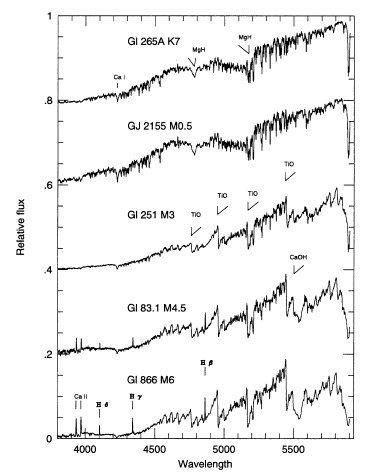 1
Gl 265A K7
MgH
MgH
Ca I
.8
GJ 2155 M0.5
.6
TiO
TiO
TiO
TiO
Gl 251 M3
Relative flux
.4
CaOH
Gl 83.1 M4.5
.2
H β
Gl 866 M6
Ca II
H δ
H γ
0
4000 4500 5000 5500
Wavelength